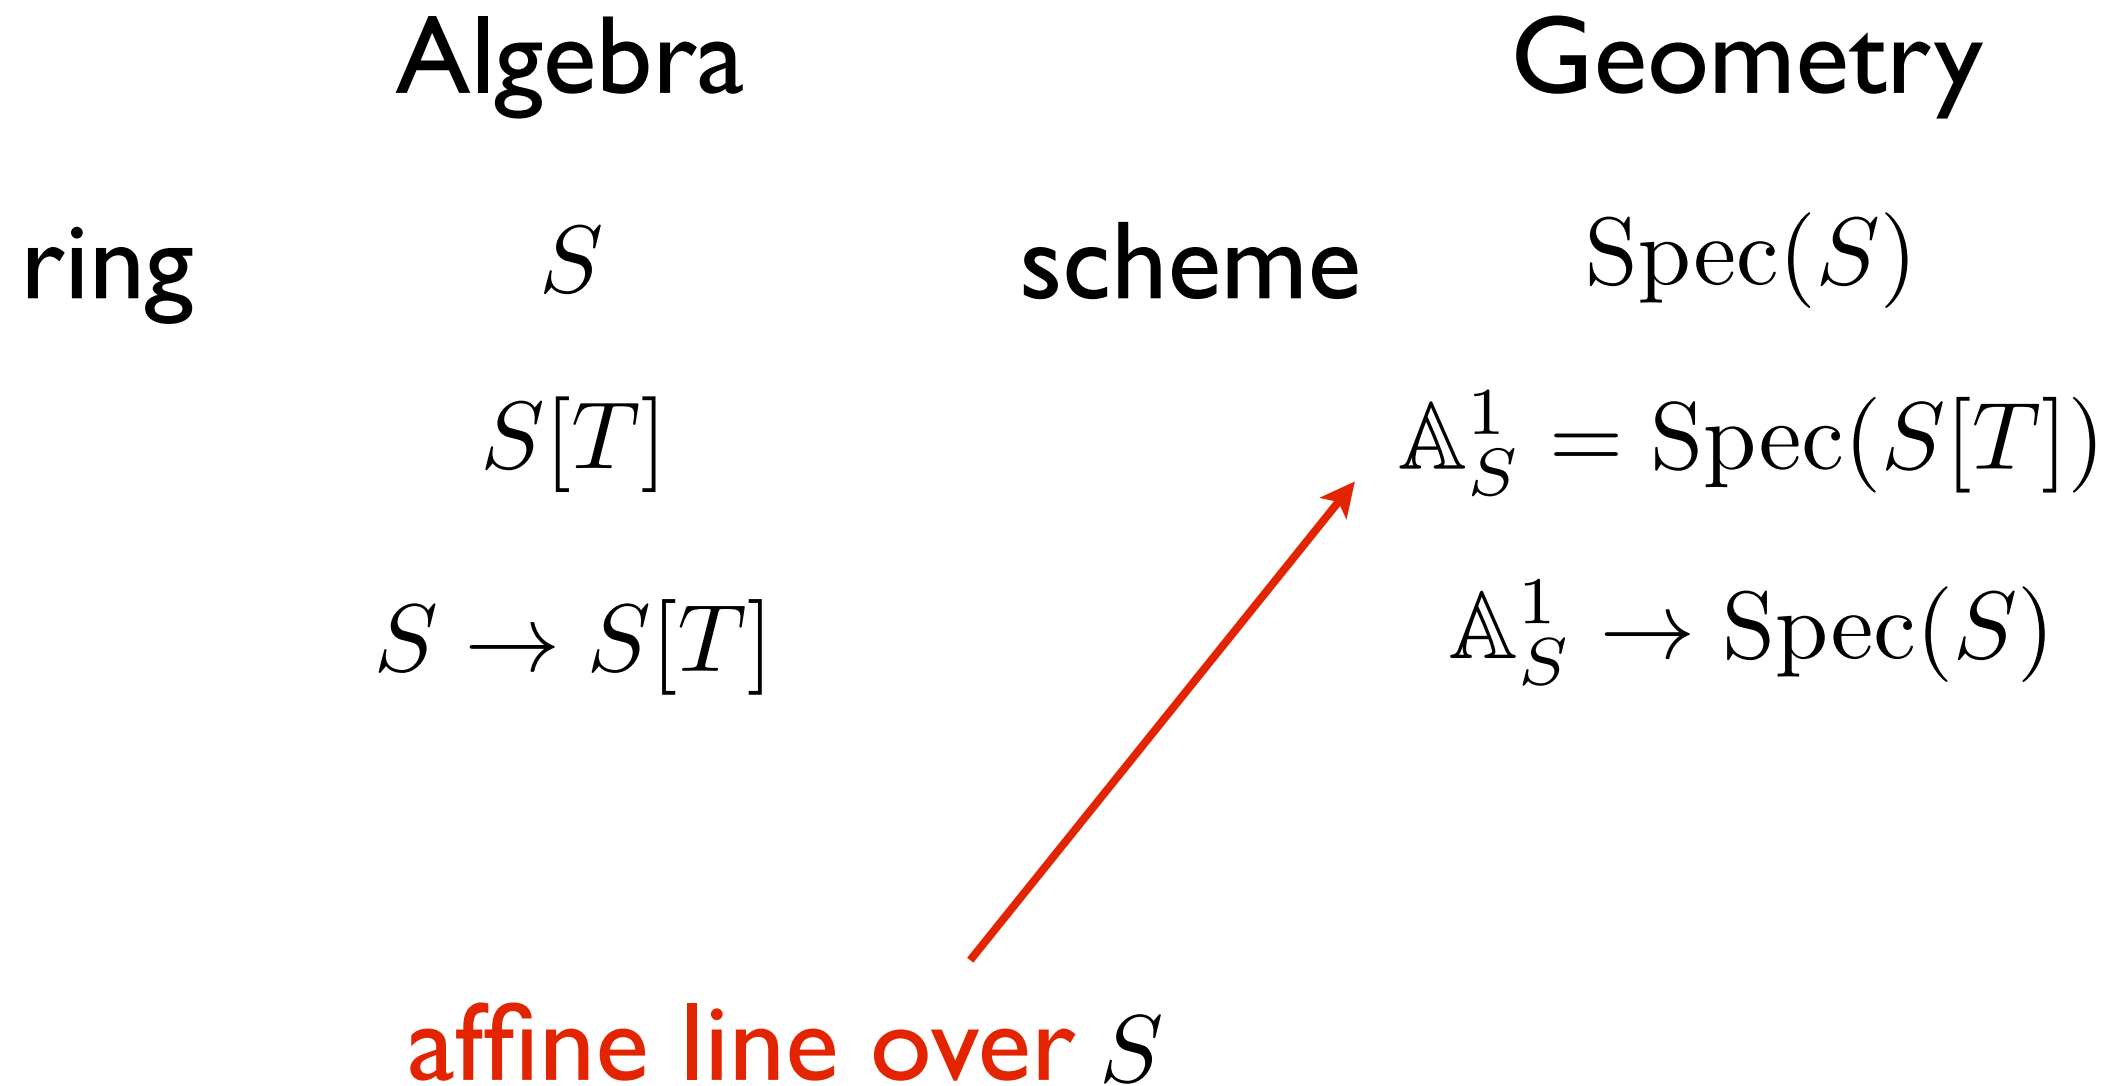 Algebra Geometry
ring S scheme Spec(S)
S[T] 𝔸¹_S = Spec(S[T])
S → S[T] 𝔸¹_S → Spec(S)
affine line over S